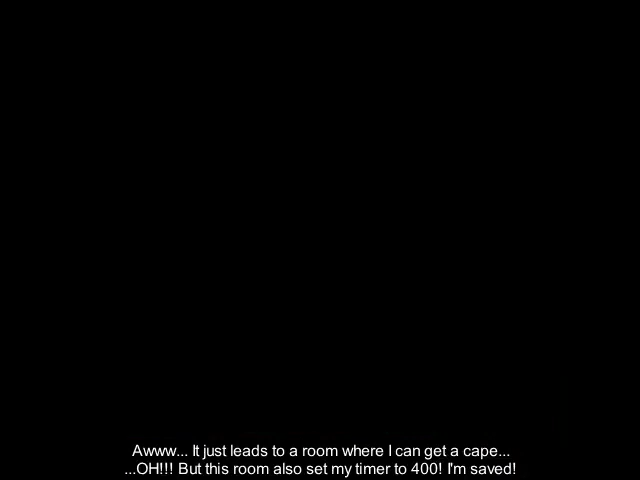 Awww... It just leads to a room where I can get a cape...
...OH!!! But this room also set my timer to 400! I'm saved!